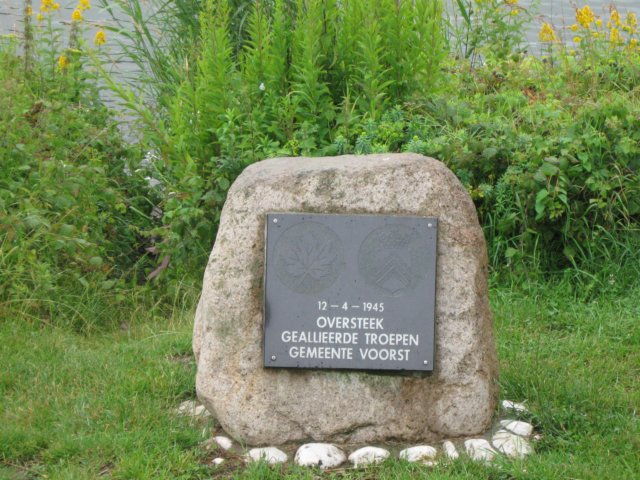 12 - 4 - 1945
OVERSTEEK
GEALLIEERDE TROEPEN
GEMEENTE VOORST